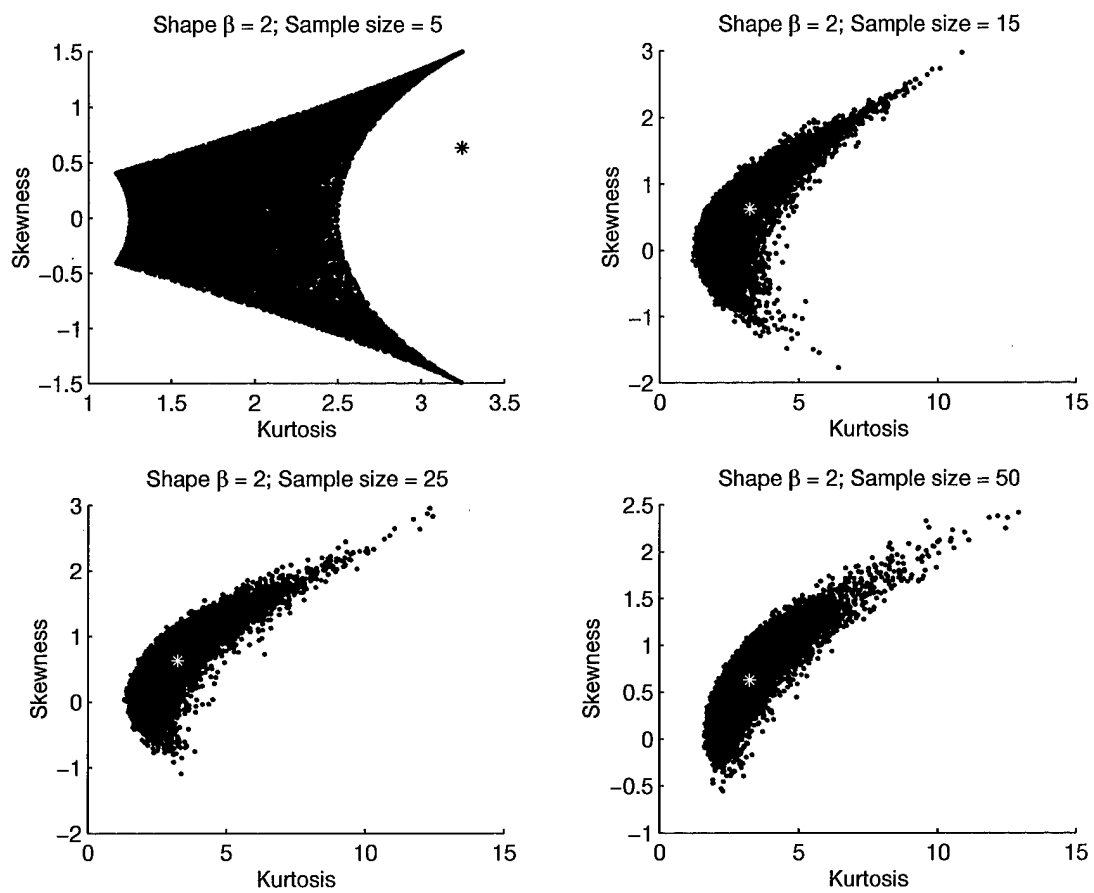 Shape β = 2; Sample size = 5
1.5
1
0.5
0
−0.5
−1
−1.5
Skewness
1 1.5 2 2.5 3 3.5
Kurtosis
Shape β = 2; Sample size = 15
3
2
1
0
−1
−2
Skewness
0 5 10 15
Kurtosis
Shape β = 2; Sample size = 25
3
2
1
0
−1
−2
Skewness
0 5 10 15
Kurtosis
Shape β = 2; Sample size = 50
2.5
2
1.5
1
0.5
0
−0.5
−1
Skewness
0 5 10 15
Kurtosis